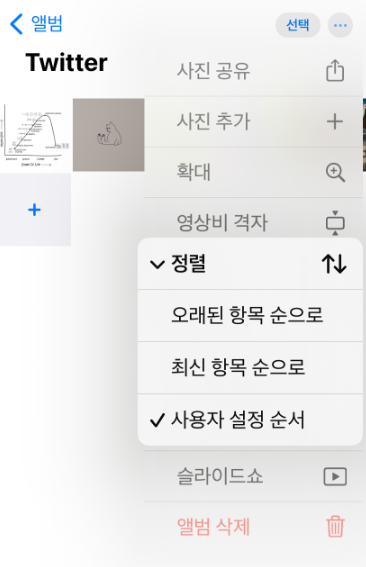 앨범
선택
Twitter
사진 공유
사진 추가
확대
영상비 격자
정렬
오래된 항목 순으로
최신 항목 순으로
사용자 설정 순서
슬라이드쇼
앨범 삭제